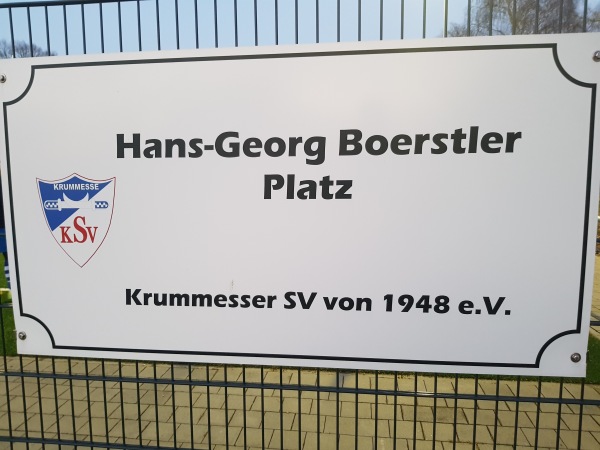 Hans-Georg Boerstler
Platz
KRUMMESSE
KSV
Krummesser SV von 1948 e.V.